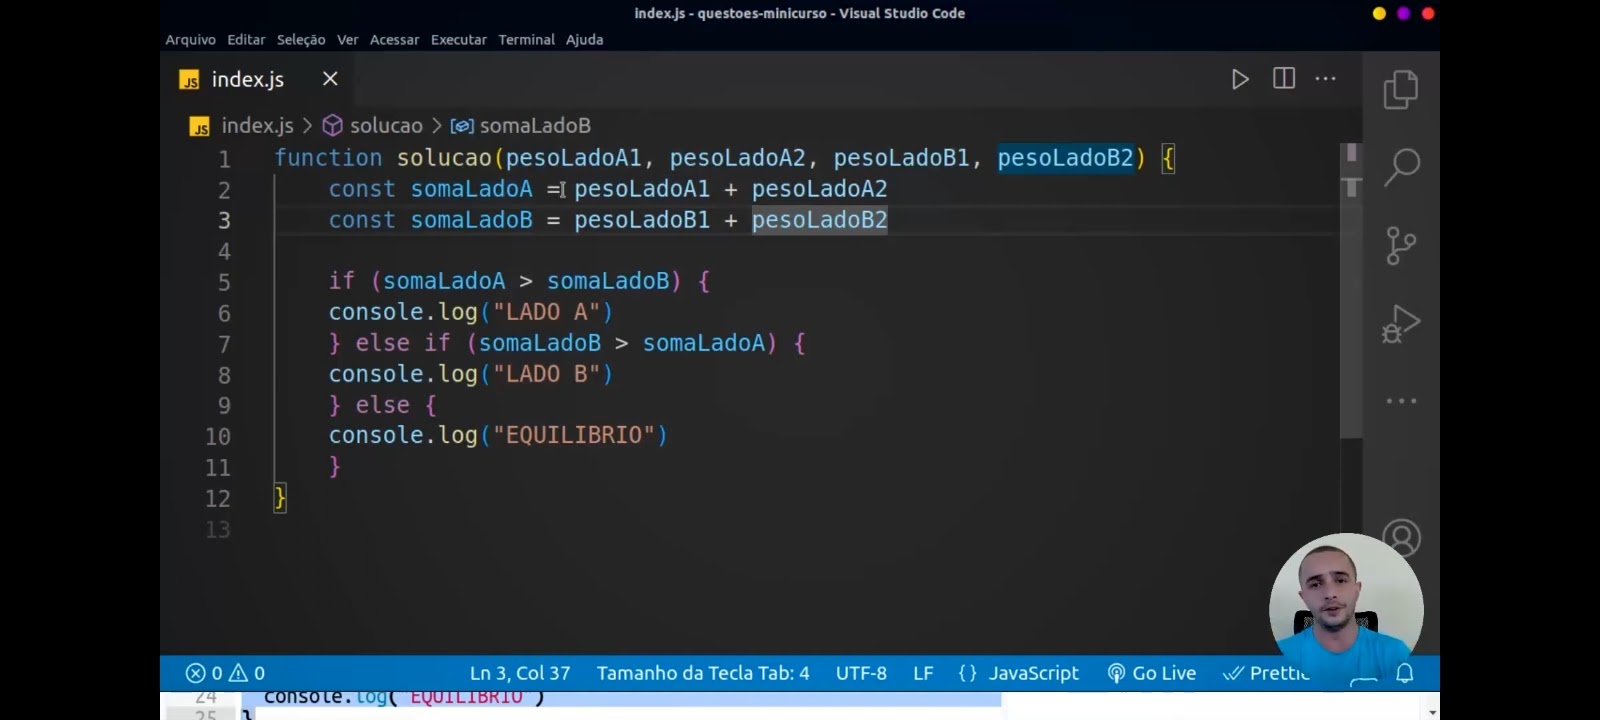 index.js - questoes-minicurso - Visual Studio Code
Arquivo Editar Seleção Ver Acessar Executar Terminal Ajuda
JS index.js
JS index.js > solucao > somaLadoB
1 function solucao(pesoLadoA1, pesoLadoA2, pesoLadoB1, pesoLadoB2) {
2 const somaLadoA = pesoLadoA1 + pesoLadoA2
3 const somaLadoB = pesoLadoB1 + pesoLadoB2
4
5 if (somaLadoA > somaLadoB) {
6 console.log("LADO A")
7 } else if (somaLadoB > somaLadoA) {
8 console.log("LADO B")
9 } else {
10 console.log("EQUILIBRIO")
11 }
12 }
13
0 0 Ln 3, Col 37 Tamanho da Tecla Tab: 4 UTF-8 LF {} JavaScript Go Live
24 console.log("EQUILIBRIO")
25 }